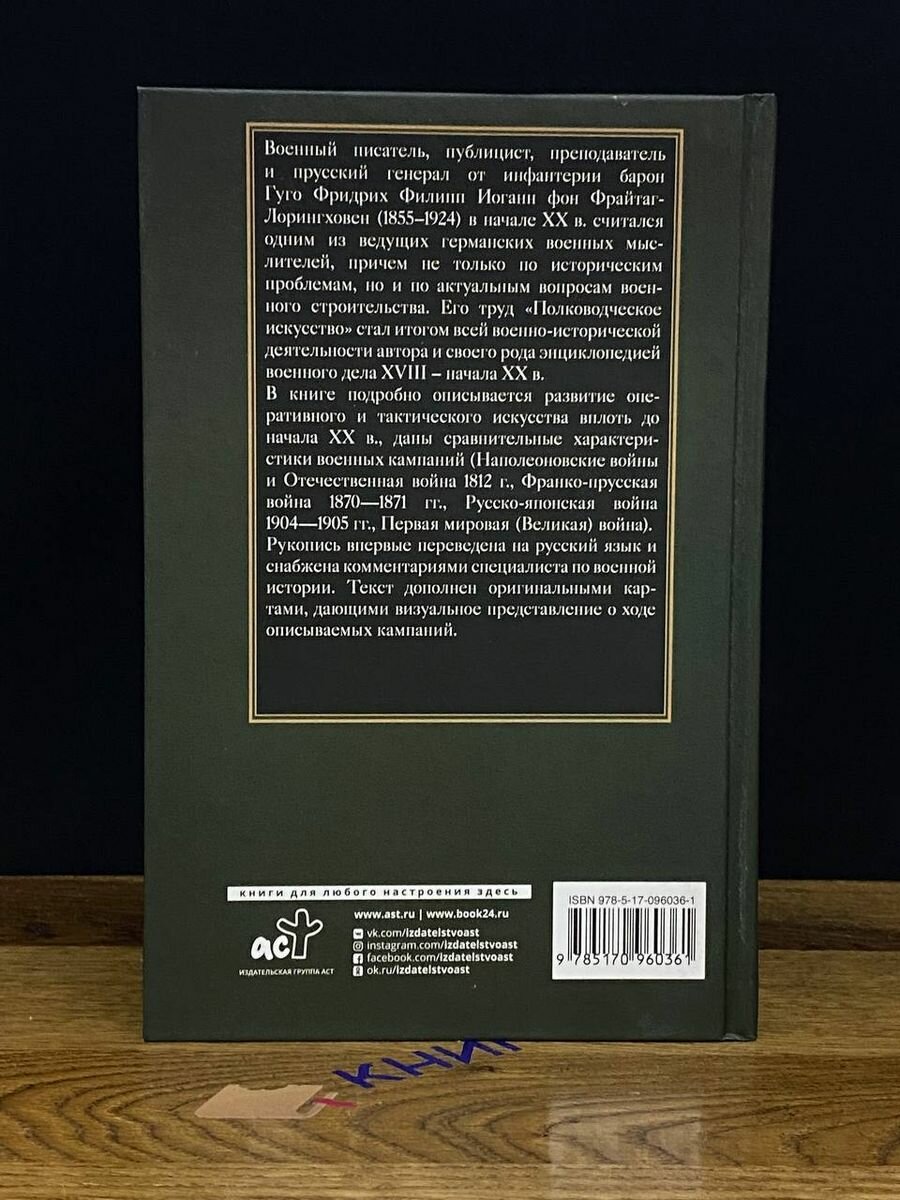 Военный писатель, публицист, преподаватель
и прусский генерал от инфантерии барон
Гуго Фридрих Филипп Иоганн фон Фрайтаг-
Лорингховен (1855–1924) в начале XX в. считался
одним из ведущих германских военных мыс-
лителей, причем не только по историческим
проблемам, но и по актуальным вопросам воен-
ного строительства. Его труд «Полководческое
искусство» стал итогом всей военно-исторической
деятельности автора и своего рода энциклопедией
военного дела XVIII – начала XX в.
В книге подробно описывается развитие опе-
ративного и тактического искусства вплоть до
начала XX в., даны сравнительные характери-
стики военных кампаний (Наполеоновские войны
и Отечественная война 1812 г., Франко-прусская
война 1870—1871 гг., Русско-японская война
1904—1905 гг., Первая мировая (Великая) война).
Рукопись впервые переведена на русский язык и
снабжена комментариями специалиста по военной
истории. Текст дополнен оригинальными кар-
тами, дающими визуальное представление о ходе
описываемых кампаний.
книги для любого настроения здесь
аст
ИЗДАТЕЛЬСКАЯ ГРУППА АСТ
www.ast.ru | www.book24.ru
vk.com/izdatelstvoast
instagram.com/izdatelstvoast
facebook.com/izdatelstvoast
ok.ru/izdatelstvoast
ISBN 978-5-17-096036-1
9 785170 960361